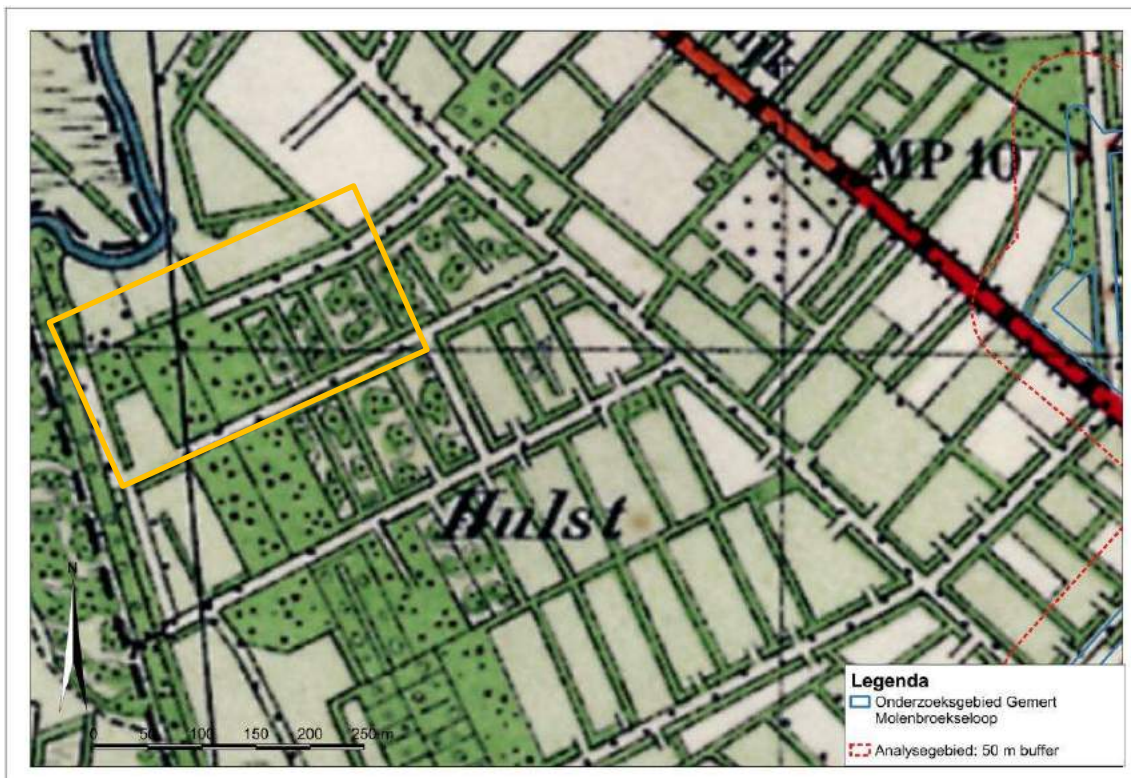 MP 10
Hulst
N
0 50 100 150 200 250 m
Legenda
Onderzoeksgebied Gemert
Molenbroekseloop
Analysegebied: 50 m buffer